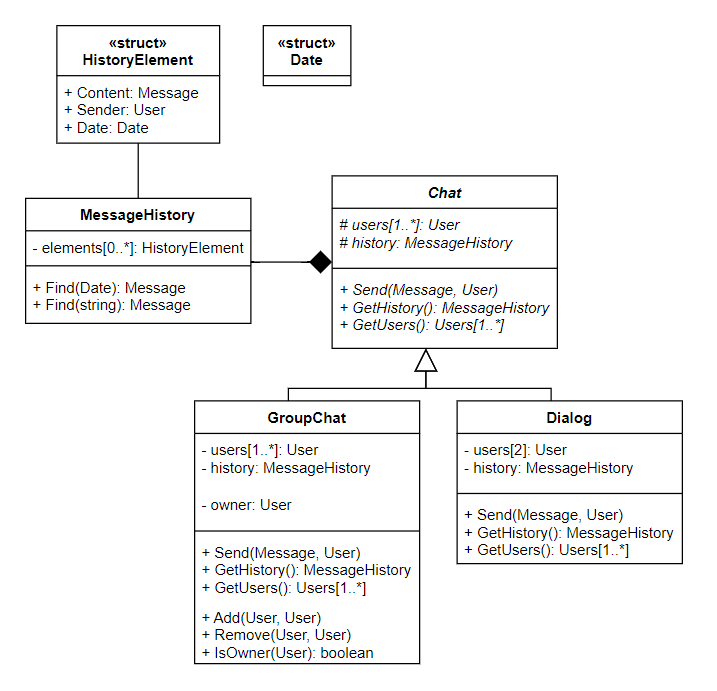 «struct»
HistoryElement
+ Content: Message
+ Sender: User
+ Date: Date
«struct»
Date
MessageHistory
- elements[0..*]: HistoryElement
+ Find(Date): Message
+ Find(string): Message
Chat
# users[1..*]: User
# history: MessageHistory
+ Send(Message, User)
+ GetHistory(): MessageHistory
+ GetUsers(): Users[1..*]
GroupChat
- users[1..*]: User
- history: MessageHistory
- owner: User
+ Send(Message, User)
+ GetHistory(): MessageHistory
+ GetUsers(): Users[1..*]
+ Add(User, User)
+ Remove(User, User)
+ IsOwner(User): boolean
Dialog
- users[2]: User
- history: MessageHistory
+ Send(Message, User)
+ GetHistory(): MessageHistory
+ GetUsers(): Users[1..*]